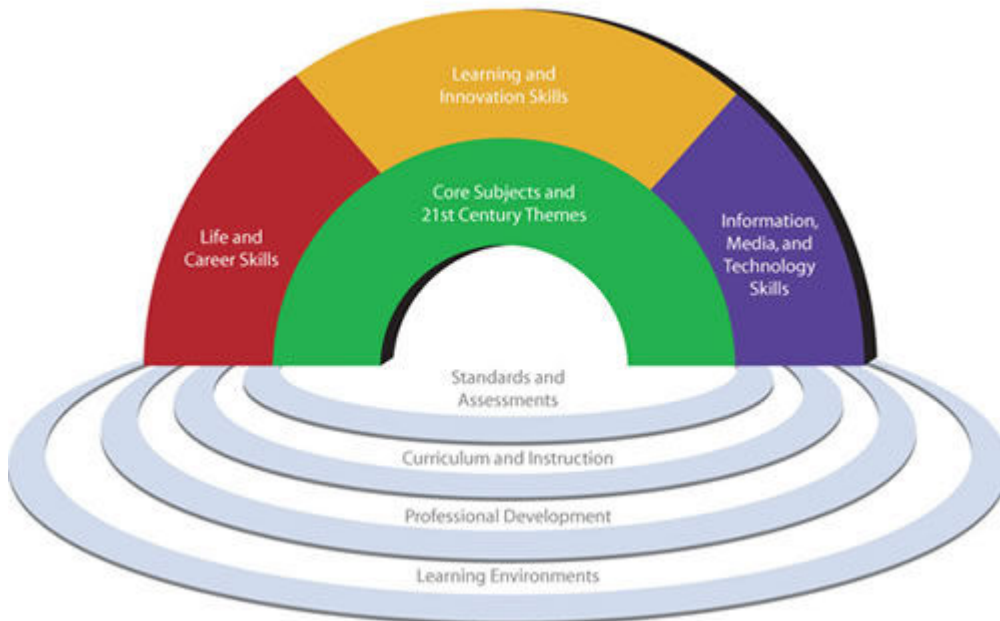 Learning and
Innovation Skills
Core Subjects and
21st Century Themes
Life and
Career Skills
Information,
Media, and
Technology
Skills
Standards and
Assessments
Curriculum and Instruction
Professional Development
Learning Environments